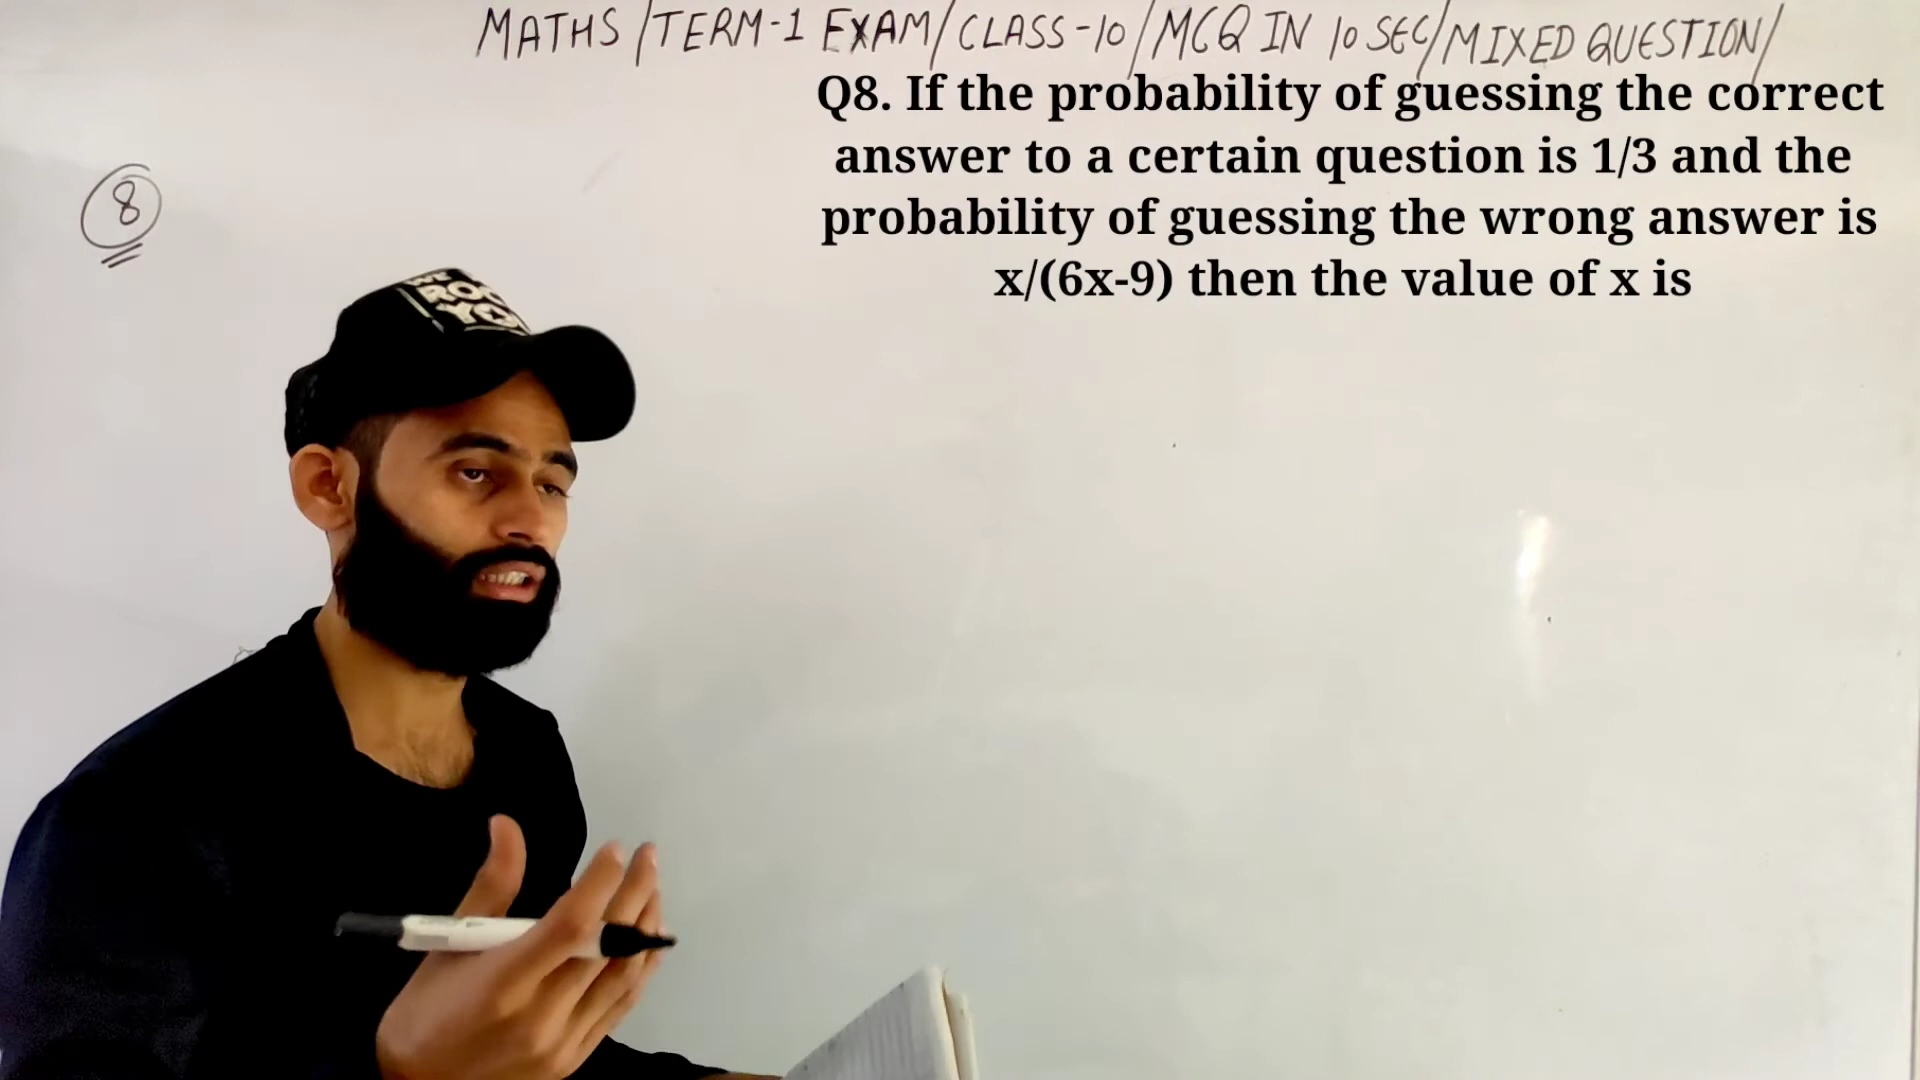 MATHS /TERM-1 EXAM/CLASS-10/MCQ IN 10 SEC/MIXED QUESTION/
Q8. If the probability of guessing the correct
answer to a certain question is 1/3 and the
probability of guessing the wrong answer is
x/(6x-9) then the value of x is
8
ROCK
YOU